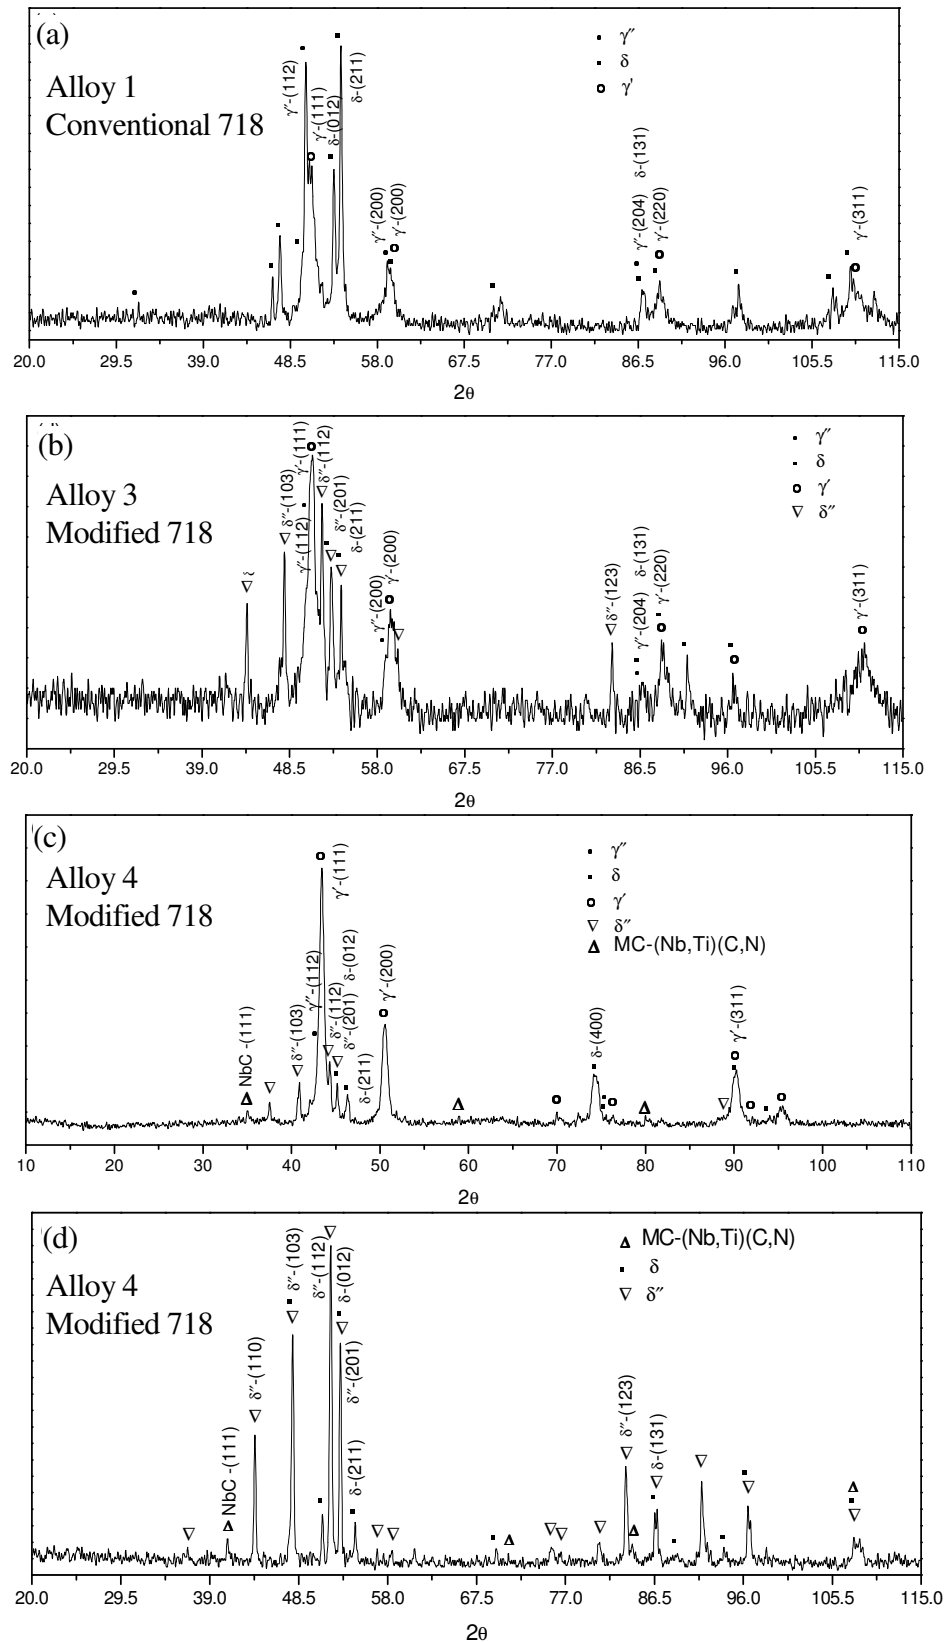 (a)
Alloy 1
Conventional 718
γ″-(112)
γ′-(111)
δ-(012)
δ-(211)
γ″-(200)
γ′-(200)
γ″-(204)
δ-(131)
γ′-(220)
γ′-(311)
γ″
δ
γ'
20.0 29.5 39.0 48.5 58.0 67.5 77.0 86.5 96.0 105.5 115.0
2θ
(b)
Alloy 3
Modified 718
δ″-(103)
γ″-(112)
γ′-(111)
δ″-(112)
δ″-(201)
δ-(211)
γ″-(200)
γ′-(200)
δ″-(123)
γ″-(204)
δ-(131)
γ′-(220)
γ′-(311)
γ″
δ
γ′
δ″
20.0 29.5 39.0 48.5 58.0 67.5 77.0 86.5 96.0 105.5 115.0
2θ
(c)
Alloy 4
Modified 718
NbC -(111)
δ″-(103)
γ″-(112)
γ′-(111)
δ″-(112)
δ″-(201)
δ-(012)
δ-(211)
γ′-(200)
δ-(400)
γ′-(311)
γ″
δ
γ′
δ″
MC-(Nb,Ti)(C,N)
10 20 30 40 50 60 70 80 90 100 110
2θ
(d)
Alloy 4
Modified 718
NbC -(111)
δ″-(110)
δ″-(103)
δ″-(112)
δ-(012)
δ″-(201)
δ-(211)
δ″-(123)
δ-(131)
MC-(Nb,Ti)(C,N)
δ
δ″
20.0 29.5 39.0 48.5 58.0 67.5 77.0 86.5 96.0 105.5 115.0
2θ